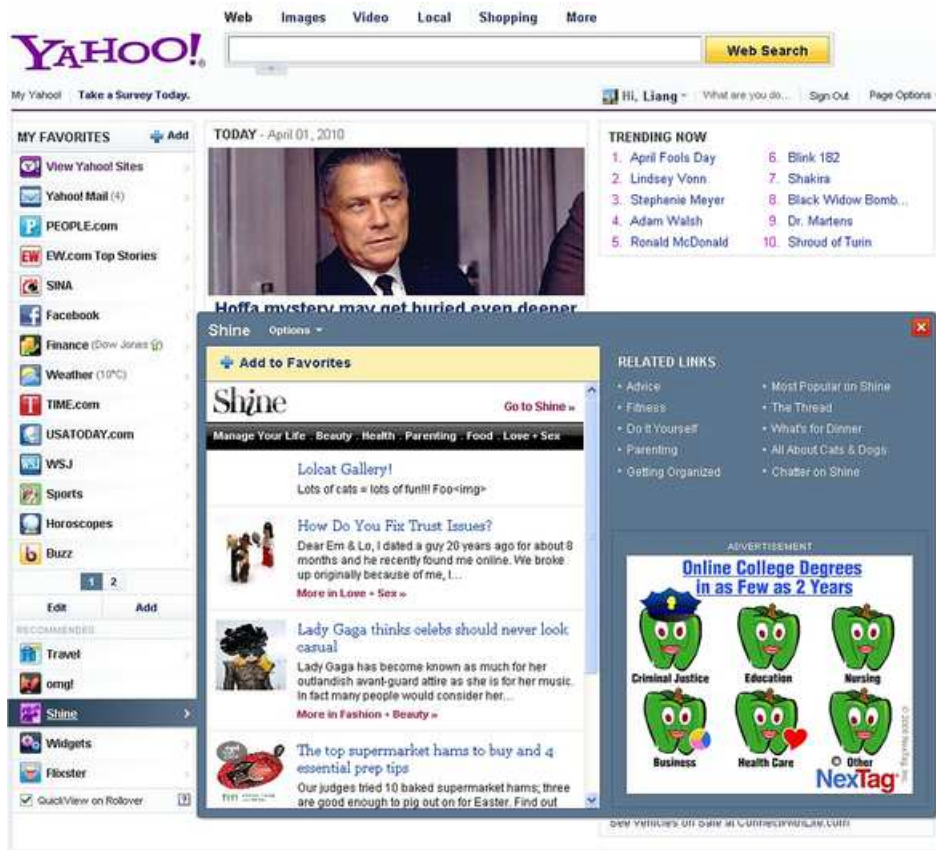 Web Images Video Local Shopping More
YAHOO!
Web Search
My Yahoo! Take a Survey Today.
Hi, Liang What are you do... Sign Out Page Options
MY FAVORITES Add
View Yahoo! Sites
Yahoo! Mail (4)
PEOPLE.com
EW EW.com Top Stories
SINA
Facebook
Finance (Dow Jones)
Weather (10°C)
TIME.com
USATODAY.com
WSJ WSJ
Sports
Horoscopes
Buzz
1 2
Edit Add
RECOMMENDED
Travel
omg!
Shine
Widgets
Flixster
QuickView on Rollover ?
TODAY - April 01, 2010
Hoffa mystery may get buried even deeper
TRENDING NOW
1. April Fools Day
2. Lindsey Vonn
3. Stephenie Meyer
4. Adam Walsh
5. Ronald McDonald
6. Blink 182
7. Shakira
8. Black Widow Bomb...
9. Dr. Martens
10. Shroud of Turin
Shine Options
Add to Favorites
Shine
Go to Shine »
Manage Your Life . Beauty . Health . Parenting . Food . Love + Sex
Lolcat Gallery!
Lots of cats = lots of fun!!! Foo<img>
How Do You Fix Trust Issues?
Dear Em & Lo, I dated a guy 20 years ago for about 8
months and he recently found me online. We broke
up originally because of me, I...
More in Love + Sex »
Lady Gaga thinks celebs should never look
casual
Lady Gaga has become known as much for her
outlandish avant-guard attire as she is for her music.
In fact many people would consider her...
More in Fashion + Beauty »
The top supermarket hams to buy and 4
essential prep tips
Our judges tried 10 baked supermarket hams; three
are good enough to pig out on for Easter. Find out
RELATED LINKS
• Advice
• Fitness
• Do It Yourself
• Parenting
• Getting Organized
• Most Popular on Shine
• The Thread
• What's for Dinner
• All About Cats & Dogs
• Chatter on Shine
ADVERTISEMENT
Online College Degrees
in as Few as 2 Years
Criminal Justice Education Nursing
Business Health Care Other
NexTag
See vehicles on Sale at ConnectWithLife.com